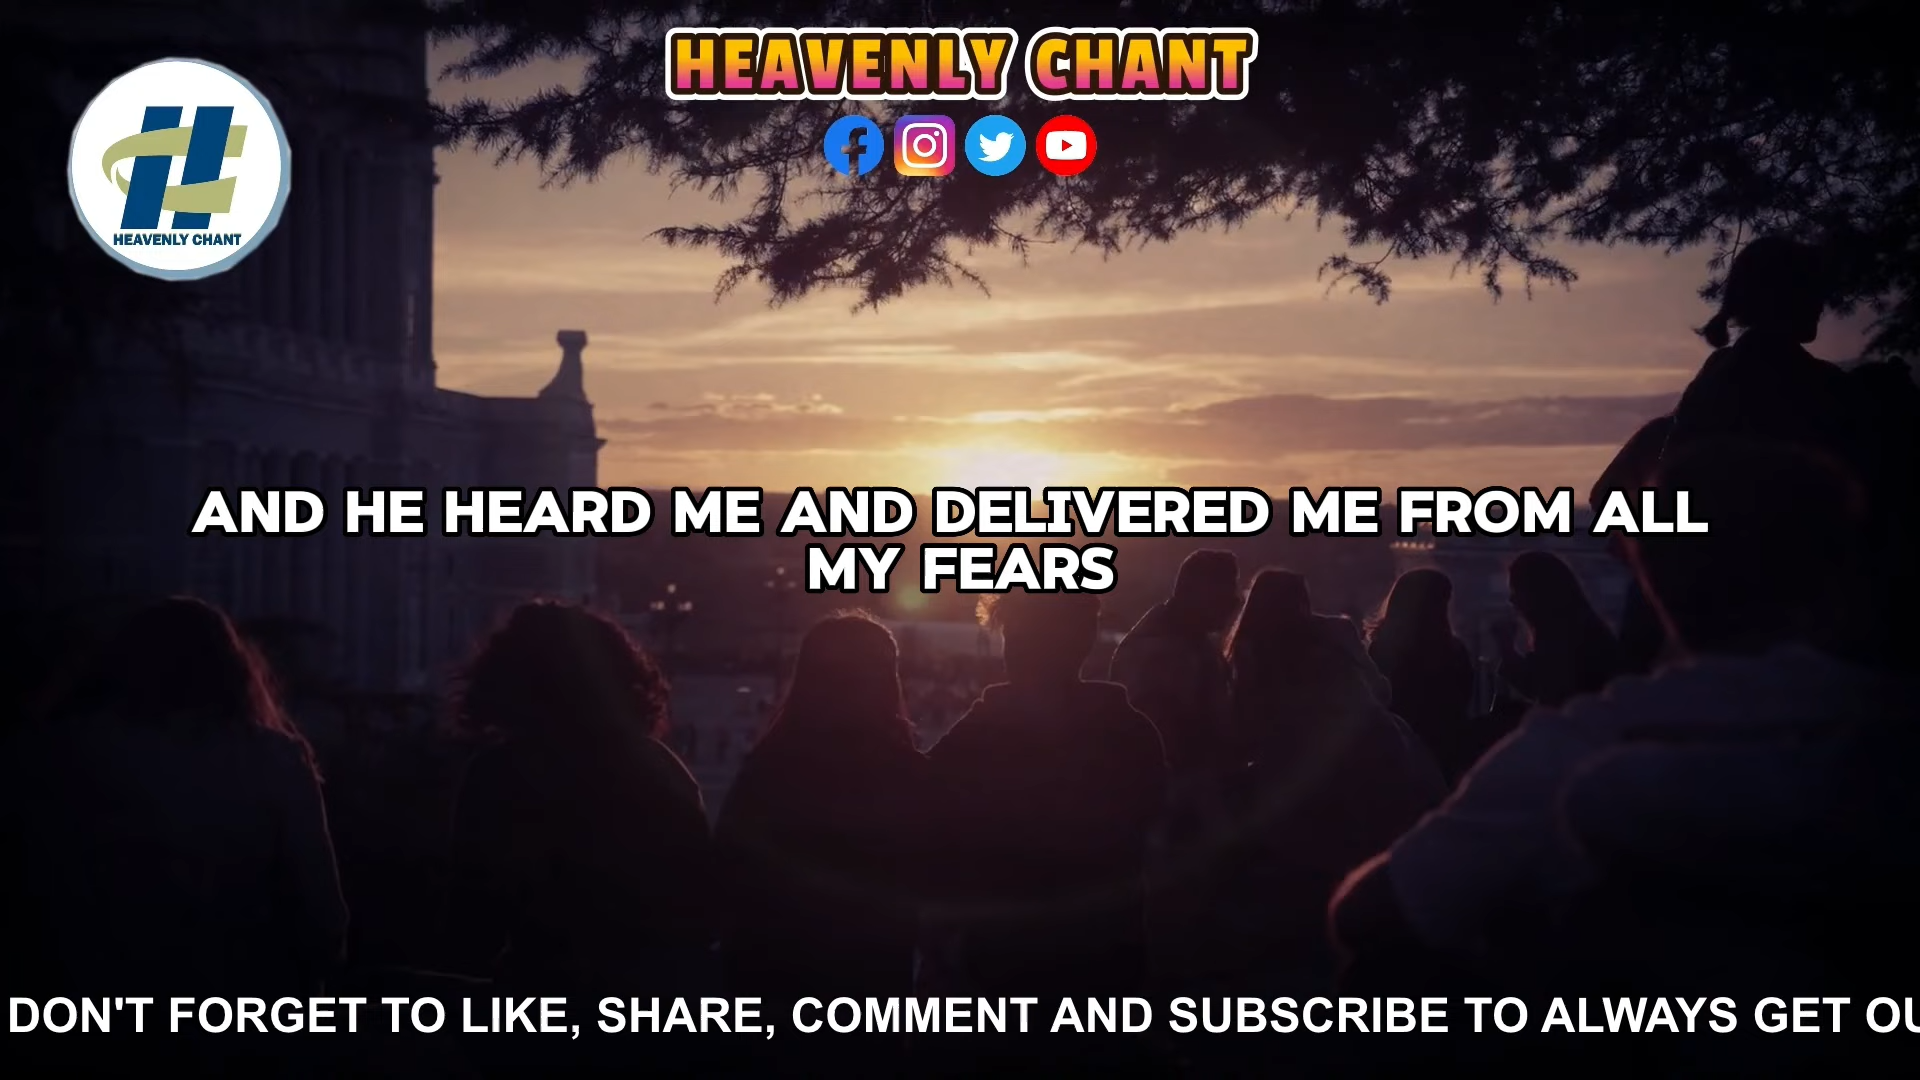 HEAVENLY CHANT
HEAVENLY CHANT
AND HE HEARD ME AND DELIVERED ME FROM ALL
MY FEARS
DON'T FORGET TO LIKE, SHARE, COMMENT AND SUBSCRIBE TO ALWAYS GET